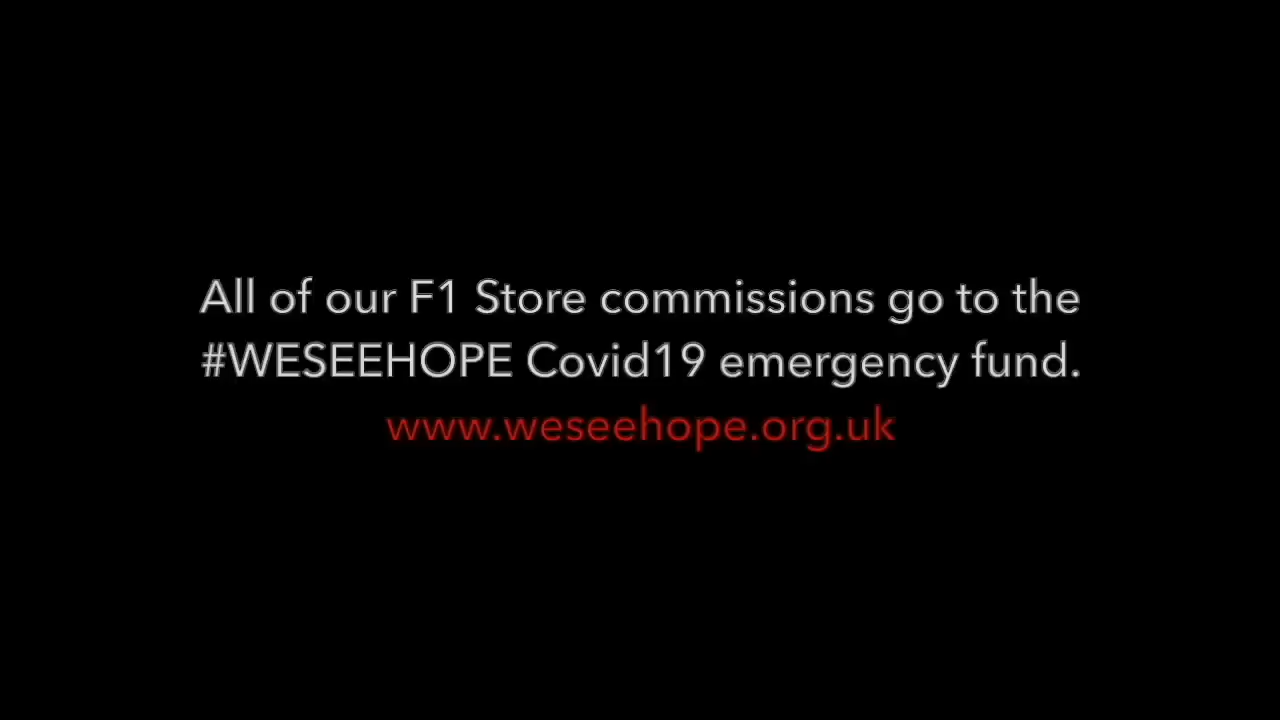 All of our F1 Store commissions go to the
#WESEEHOPE Covid19 emergency fund.
www.weseehope.org.uk